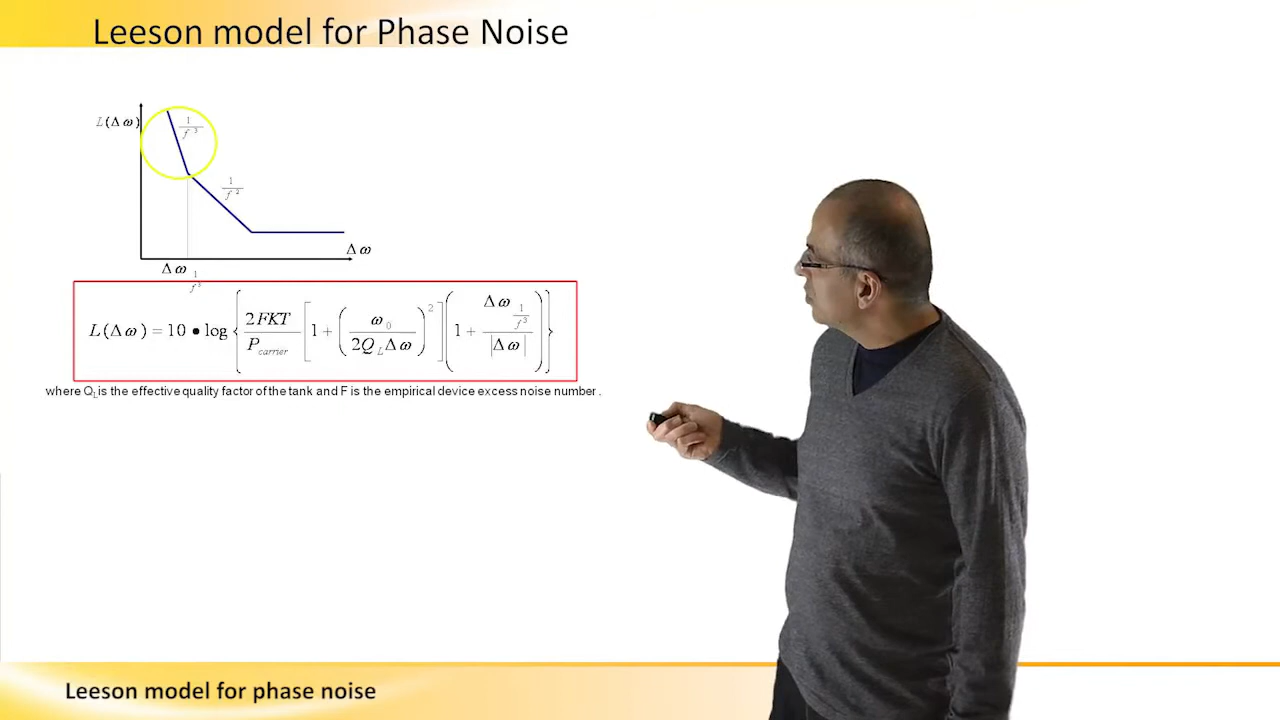 Leeson model for Phase Noise
L(Δω)
1/f³
1/f²
Δω
Δω 1/f³
L(Δω) = 10 • log { 2FKT/P_carrier [ 1 + ( ω₀ / 2Q_L Δω )² ] ( 1 + Δω_{1/f³} / |Δω| ) }
where Q_L is the effective quality factor of the tank and F is the empirical device excess noise number .
Leeson model for phase noise